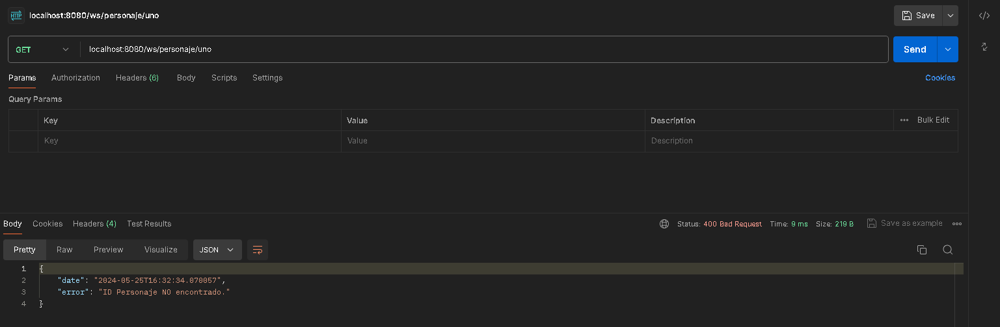 HTTP localhost:8080/ws/personaje/uno Save
GET localhost:8080/ws/personaje/uno Send
Params Authorization Headers (6) Body Scripts Settings Cookies
Query Params
Key Value Description ••• Bulk Edit
Key Value Description
Body Cookies Headers (4) Test Results Status: 400 Bad Request Time: 9 ms Size: 219 B Save as example
Pretty Raw Preview Visualize JSON
1 {
2 "date": "2024-05-25T16:32:34.070057",
3 "error": "ID Personaje NO encontrado."
4 }